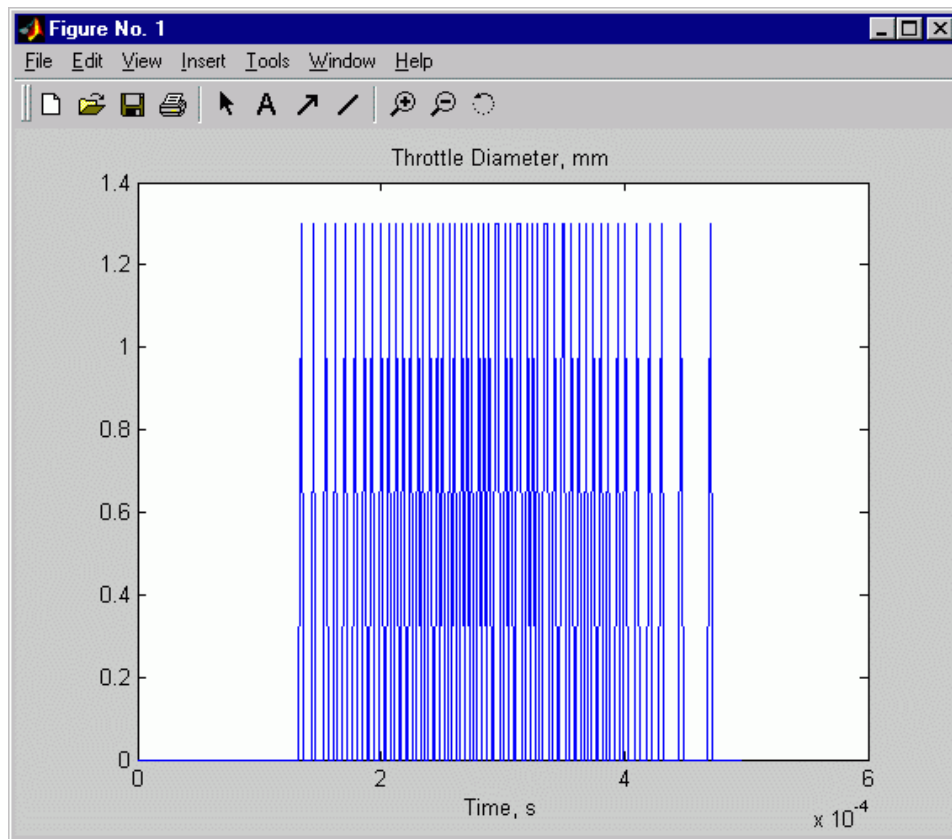 Figure No. 1
File Edit View Insert Tools Window Help
A
Throttle Diameter, mm
1.4
1.2
1
0.8
0.6
0.4
0.2
0
0 2 4 6
Time, s
x 10-4